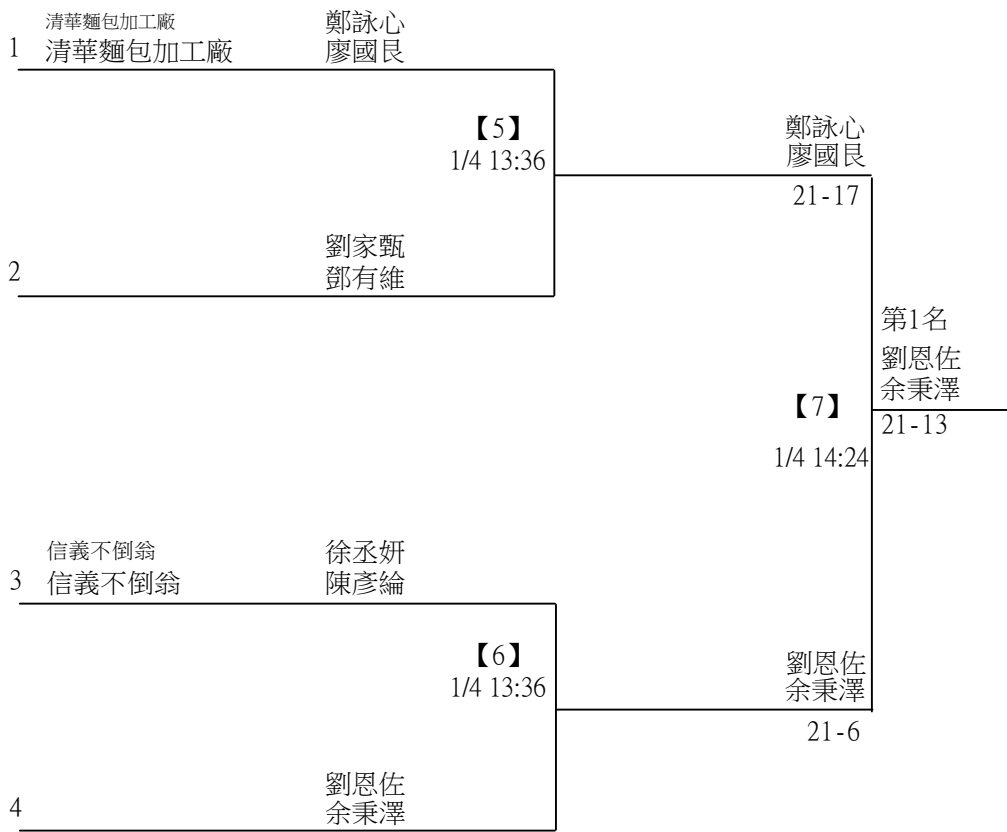 清華麵包加工廠 鄭詠心
1 清華麵包加工廠 廖國艮
【5】
1/4 13:36
鄭詠心
廖國艮
21-17
劉家甄
2 鄧有維
第1名
劉恩佐
余秉澤
21-13
【7】
1/4 14:24
信義不倒翁 徐丞妍
3 信義不倒翁 陳彥綸
【6】
1/4 13:36
劉恩佐
余秉澤
21-6
劉恩佐
4 余秉澤